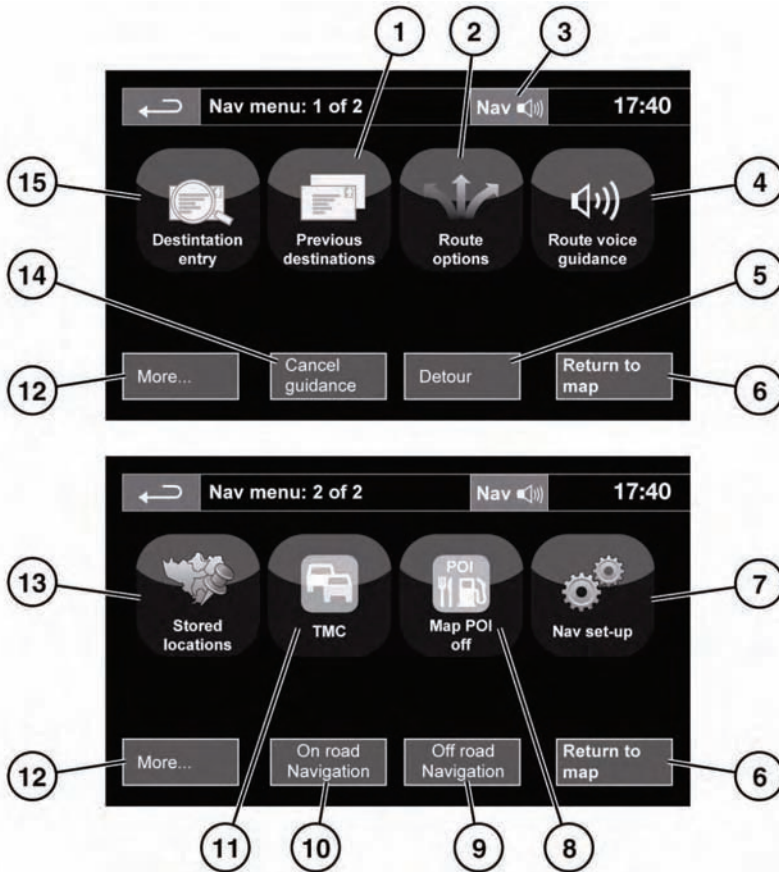 1 2 3
Nav menu: 1 of 2 Nav 17:40
15 4
Destintation entry
Previous destinations
Route options
Route voice guidance
14 5
12 More...
Cancel guidance
Detour
Return to map 6
Nav menu: 2 of 2 Nav 17:40
13 POI 7
Stored locations
TMC
Map POI off
Nav set-up
12 More...
On road Navigation
Off road Navigation
Return to map 6
11 10 9 8